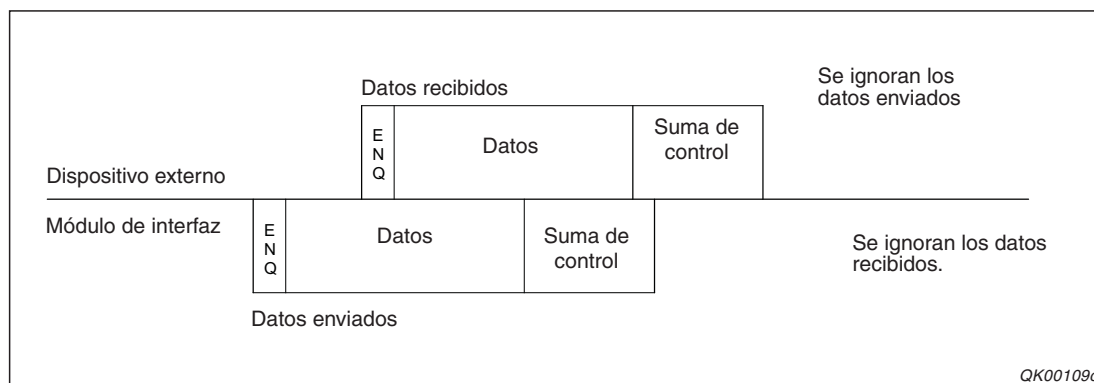 Se ignoran los
datos enviados
Datos recibidos
E
N
Q
Datos
Suma de
control
Dispositivo externo
Módulo de interfaz
E
N
Q
Datos
Suma de
control
Se ignoran los datos
recibidos.
Datos enviados
QK00109c